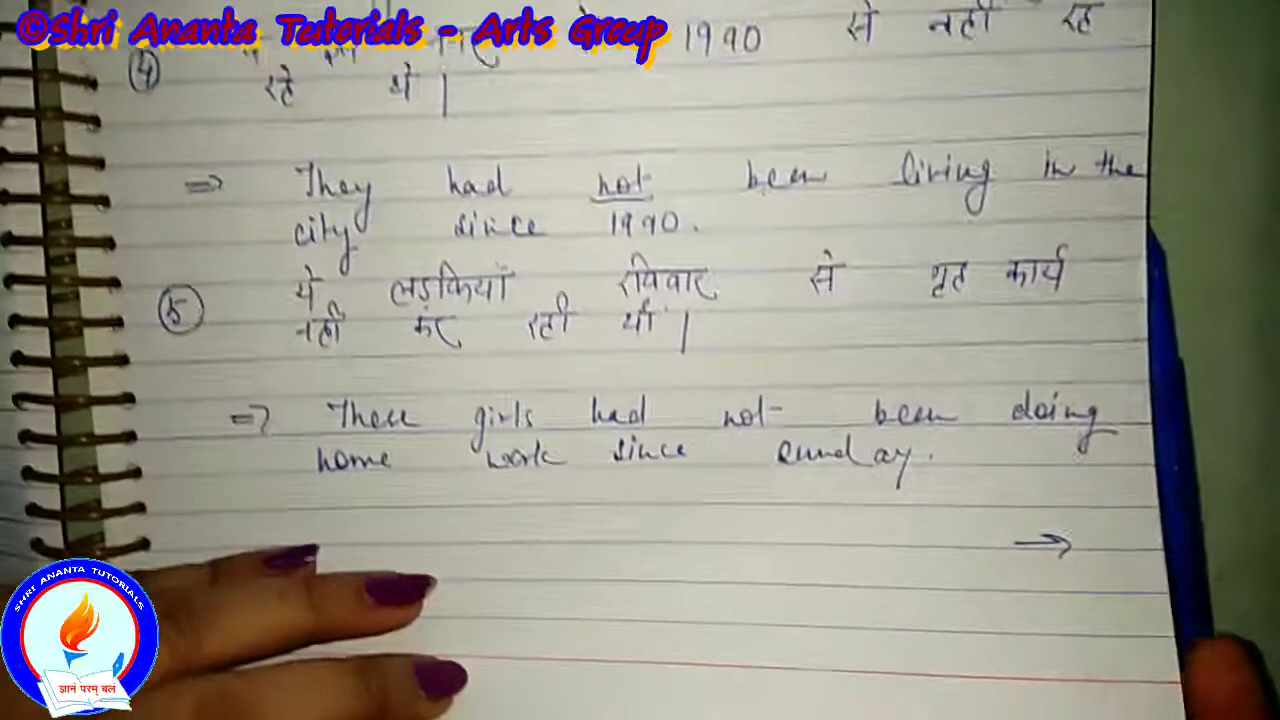 ©Shri Ananta Tutorials - Arts Group
1990 से नहीं रह
(4) रहे थे |
⇒ They had not been living in the
city since 1990.
(5) ये लड़कियाँ रविवार से गृह कार्य
नहीं कर रही थीं |
⇒ These girls had not been doing
home work since sunday.
→
SHRI ANANTA TUTORIALS
ज्ञानं परमं बलं